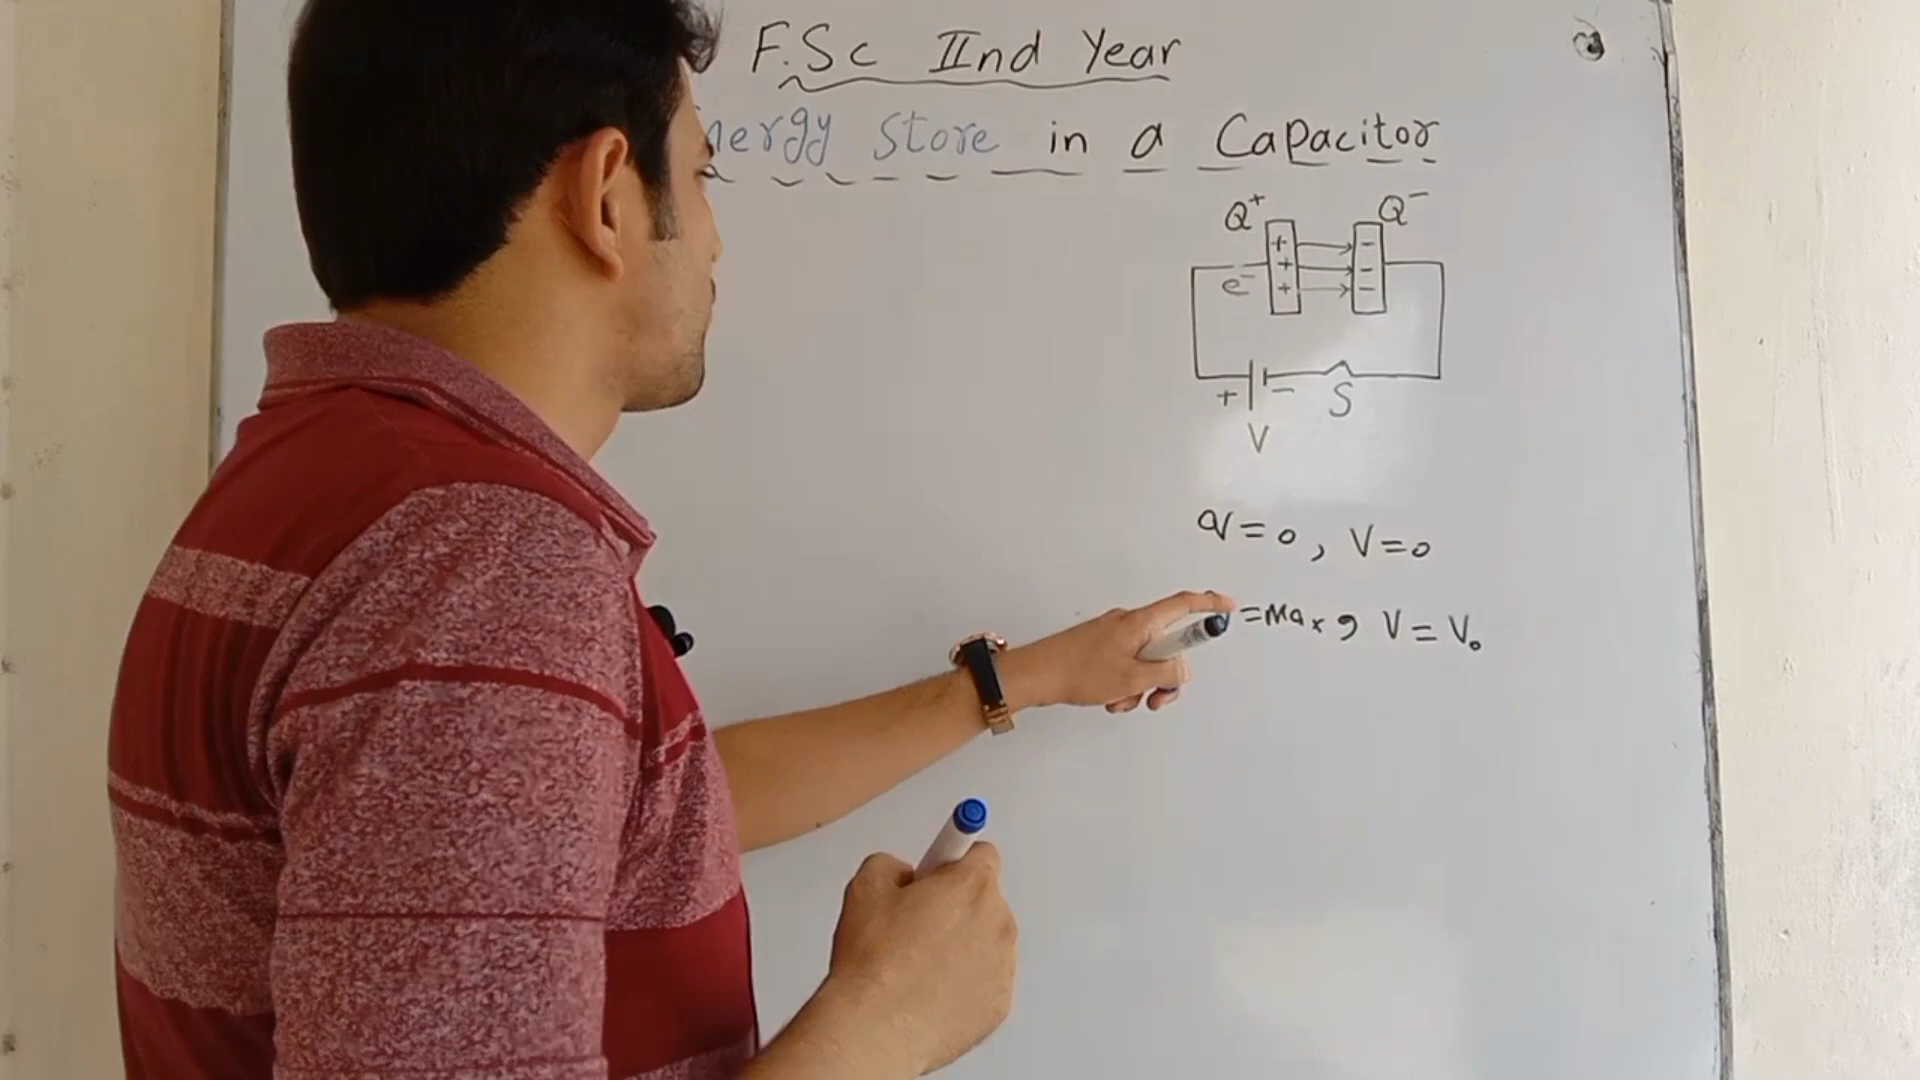 F.Sc IInd Year
nergy Store in a Capacitor
Q⁺ Q⁻
+ −
e⁻ + −
+ −
+ − S
V
q=0, V=0
=Max, V=V₀